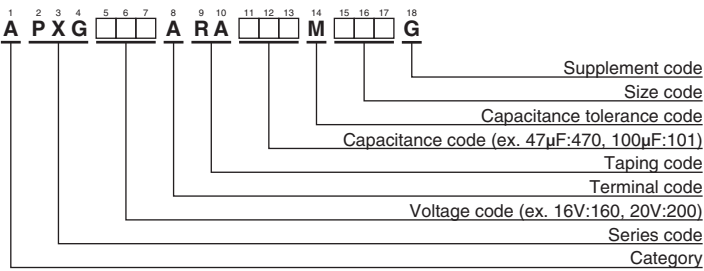 1 2 3 4 5 6 7 8 9 10 11 12 13 14 15 16 17 18
A P X G □□□ A R A □□□ M □□□ G
Supplement code
Size code
Capacitance tolerance code
Capacitance code (ex. 47µF:470, 100µF:101)
Taping code
Terminal code
Voltage code (ex. 16V:160, 20V:200)
Series code
Category